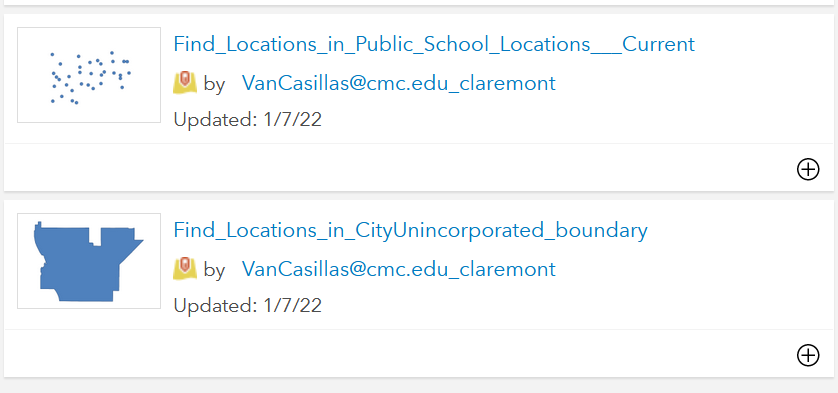 Find_Locations_in_Public_School_Locations___Current
by VanCasillas@cmc.edu_claremont
Updated: 1/7/22
Find_Locations_in_CityUnincorporated_boundary
by VanCasillas@cmc.edu_claremont
Updated: 1/7/22